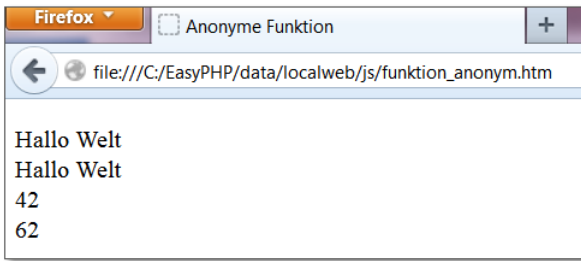 Firefox
Anonyme Funktion
file:///C:/EasyPHP/data/localweb/js/funktion_anonym.htm
Hallo Welt
Hallo Welt
42
62